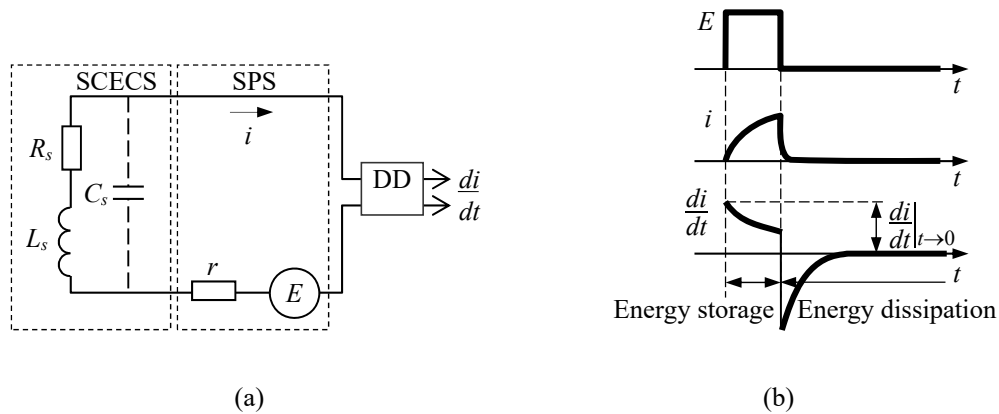 SCECS
SPS
i
R_s
C_s
L_s
r
E
DD
di
dt
(a)
E
t
i
t
di
dt
di
dt |t→0
t
Energy storage
Energy dissipation
(b)